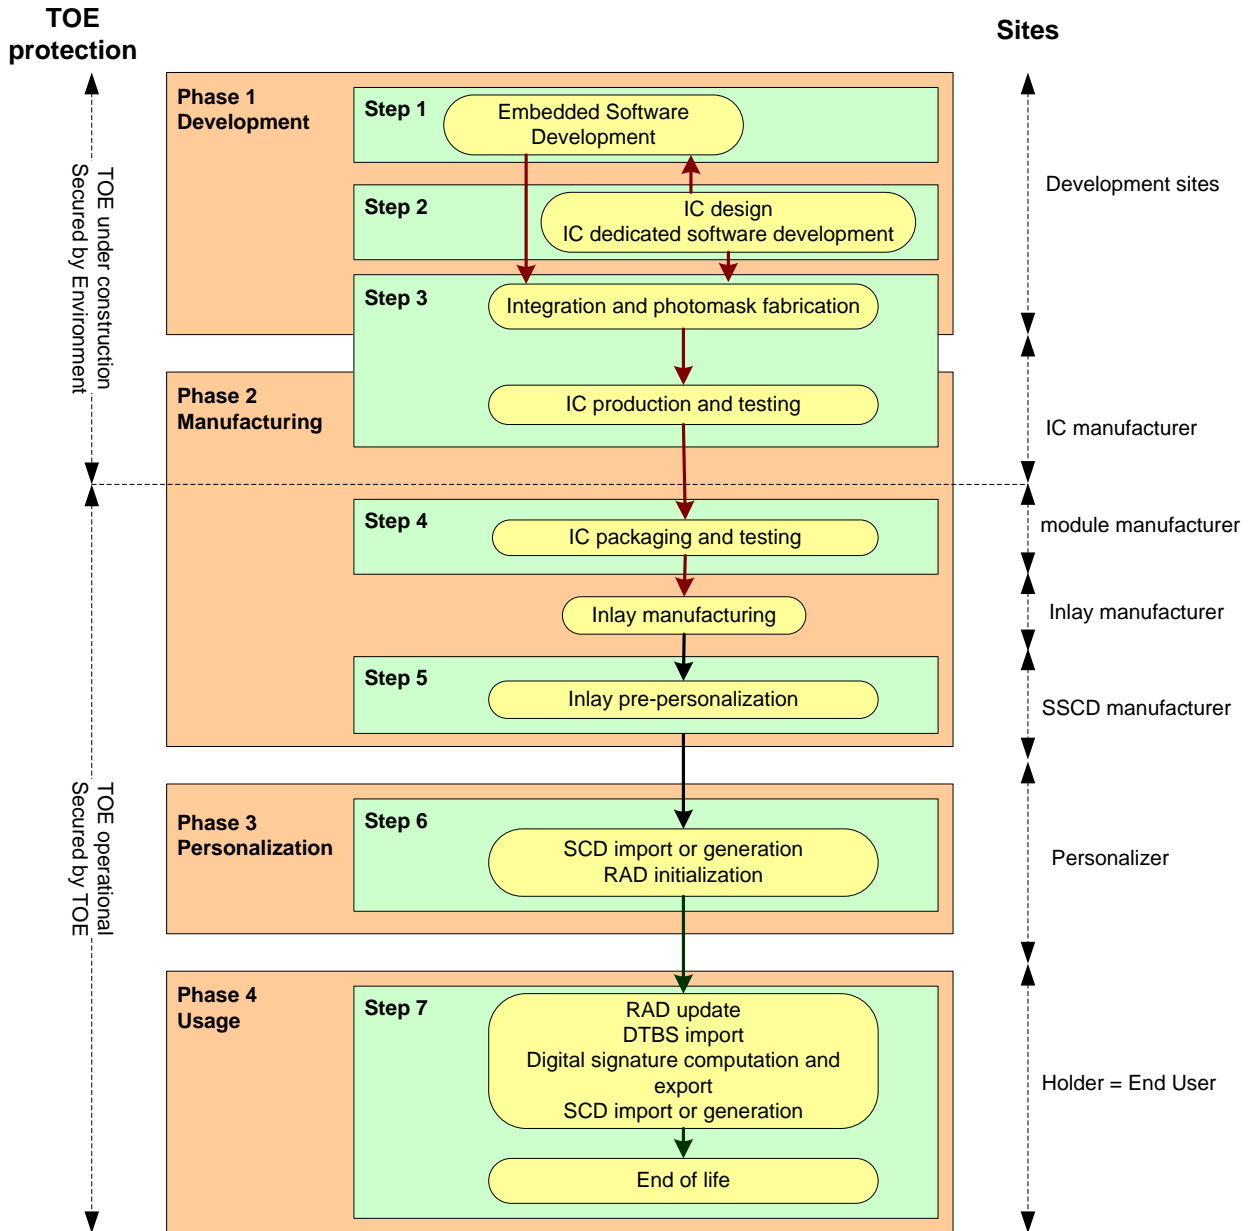 TOE
protection
Sites
Phase 1
Development
Step 1
Embedded Software
Development
Step 2
IC design
IC dedicated software development
Development sites
TOE under construction
Secured by Environment
Step 3
Integration and photomask fabrication
Phase 2
Manufacturing
IC production and testing
IC manufacturer
Step 4
IC packaging and testing
module manufacturer
Inlay manufacturing
Inlay manufacturer
Step 5
Inlay pre-personalization
SSCD manufacturer
TOE operational
Secured by TOE
Phase 3
Personalization
Step 6
SCD import or generation
RAD initialization
Personalizer
Phase 4
Usage
Step 7
RAD update
DTBS import
Digital signature computation and
export
SCD import or generation
Holder = End User
End of life